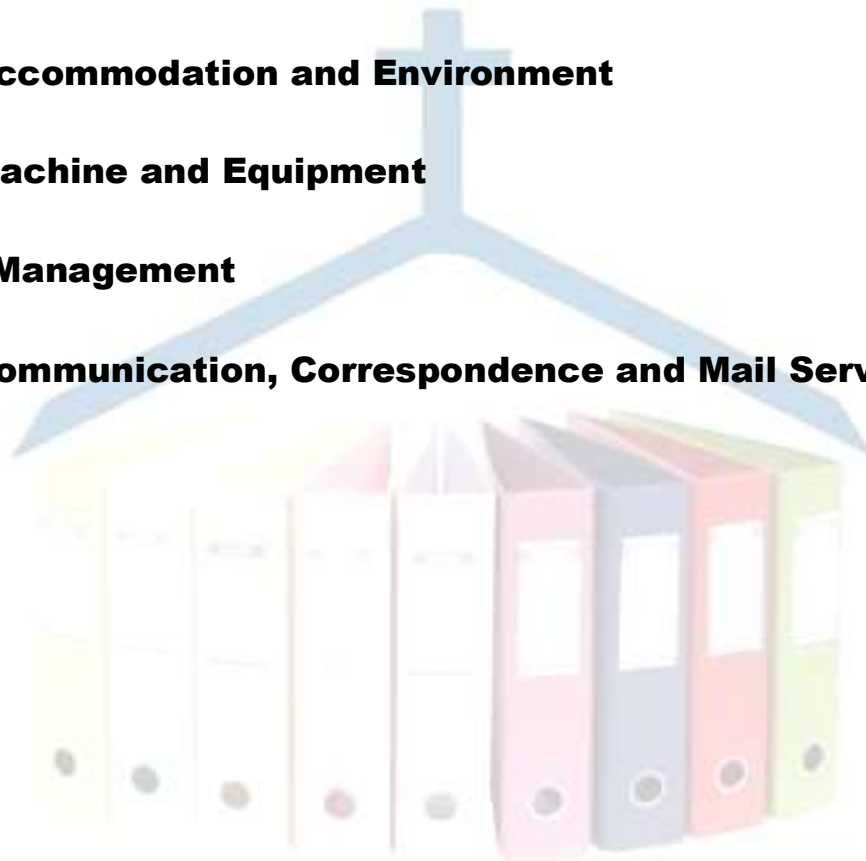 ccommodation and Environment
achine and Equipment
Management
ommunication, Correspondence and Mail Serv